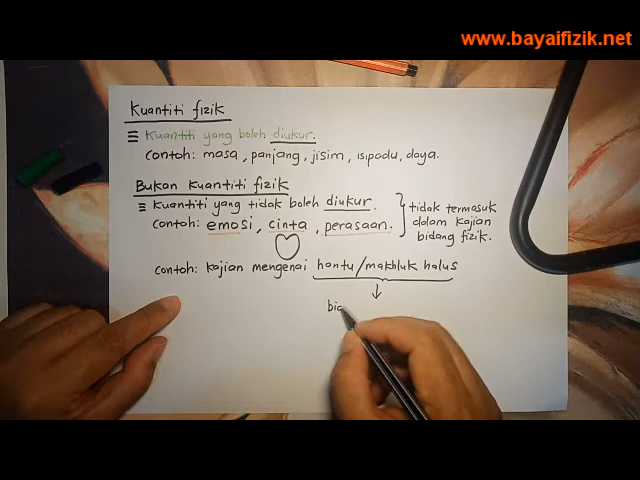 www.bayaifizik.net
Kuantiti fizik
≡ Kuantiti yang boleh diukur.
Contoh: masa, panjang, jisim, isipadu, daya.
Bukan Kuantiti fizik
≡ Kuantiti yang tidak boleh diukur.
Contoh: emosi, cinta, perasaan.
tidak termasuk
dalam kajian
bidang fizik.
Contoh: kajian mengenai hantu/makhluk halus